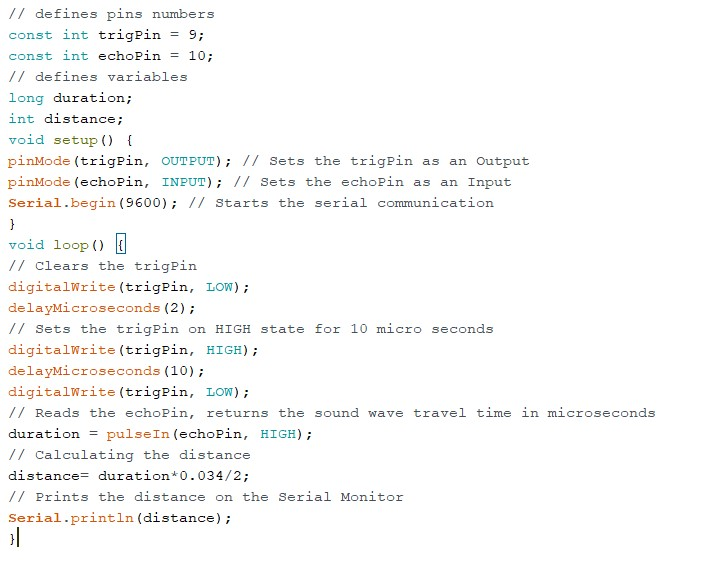 // defines pins numbers
const int trigPin = 9;
const int echoPin = 10;
// defines variables
long duration;
int distance;
void setup() {
pinMode(trigPin, OUTPUT); // Sets the trigPin as an Output
pinMode(echoPin, INPUT); // Sets the echoPin as an Input
Serial.begin(9600); // Starts the serial communication
}
void loop() {
// Clears the trigPin
digitalWrite(trigPin, LOW);
delayMicroseconds(2);
// Sets the trigPin on HIGH state for 10 micro seconds
digitalWrite(trigPin, HIGH);
delayMicroseconds(10);
digitalWrite(trigPin, LOW);
// Reads the echoPin, returns the sound wave travel time in microseconds
duration = pulseIn(echoPin, HIGH);
// Calculating the distance
distance= duration*0.034/2;
// Prints the distance on the Serial Monitor
Serial.println(distance);
}